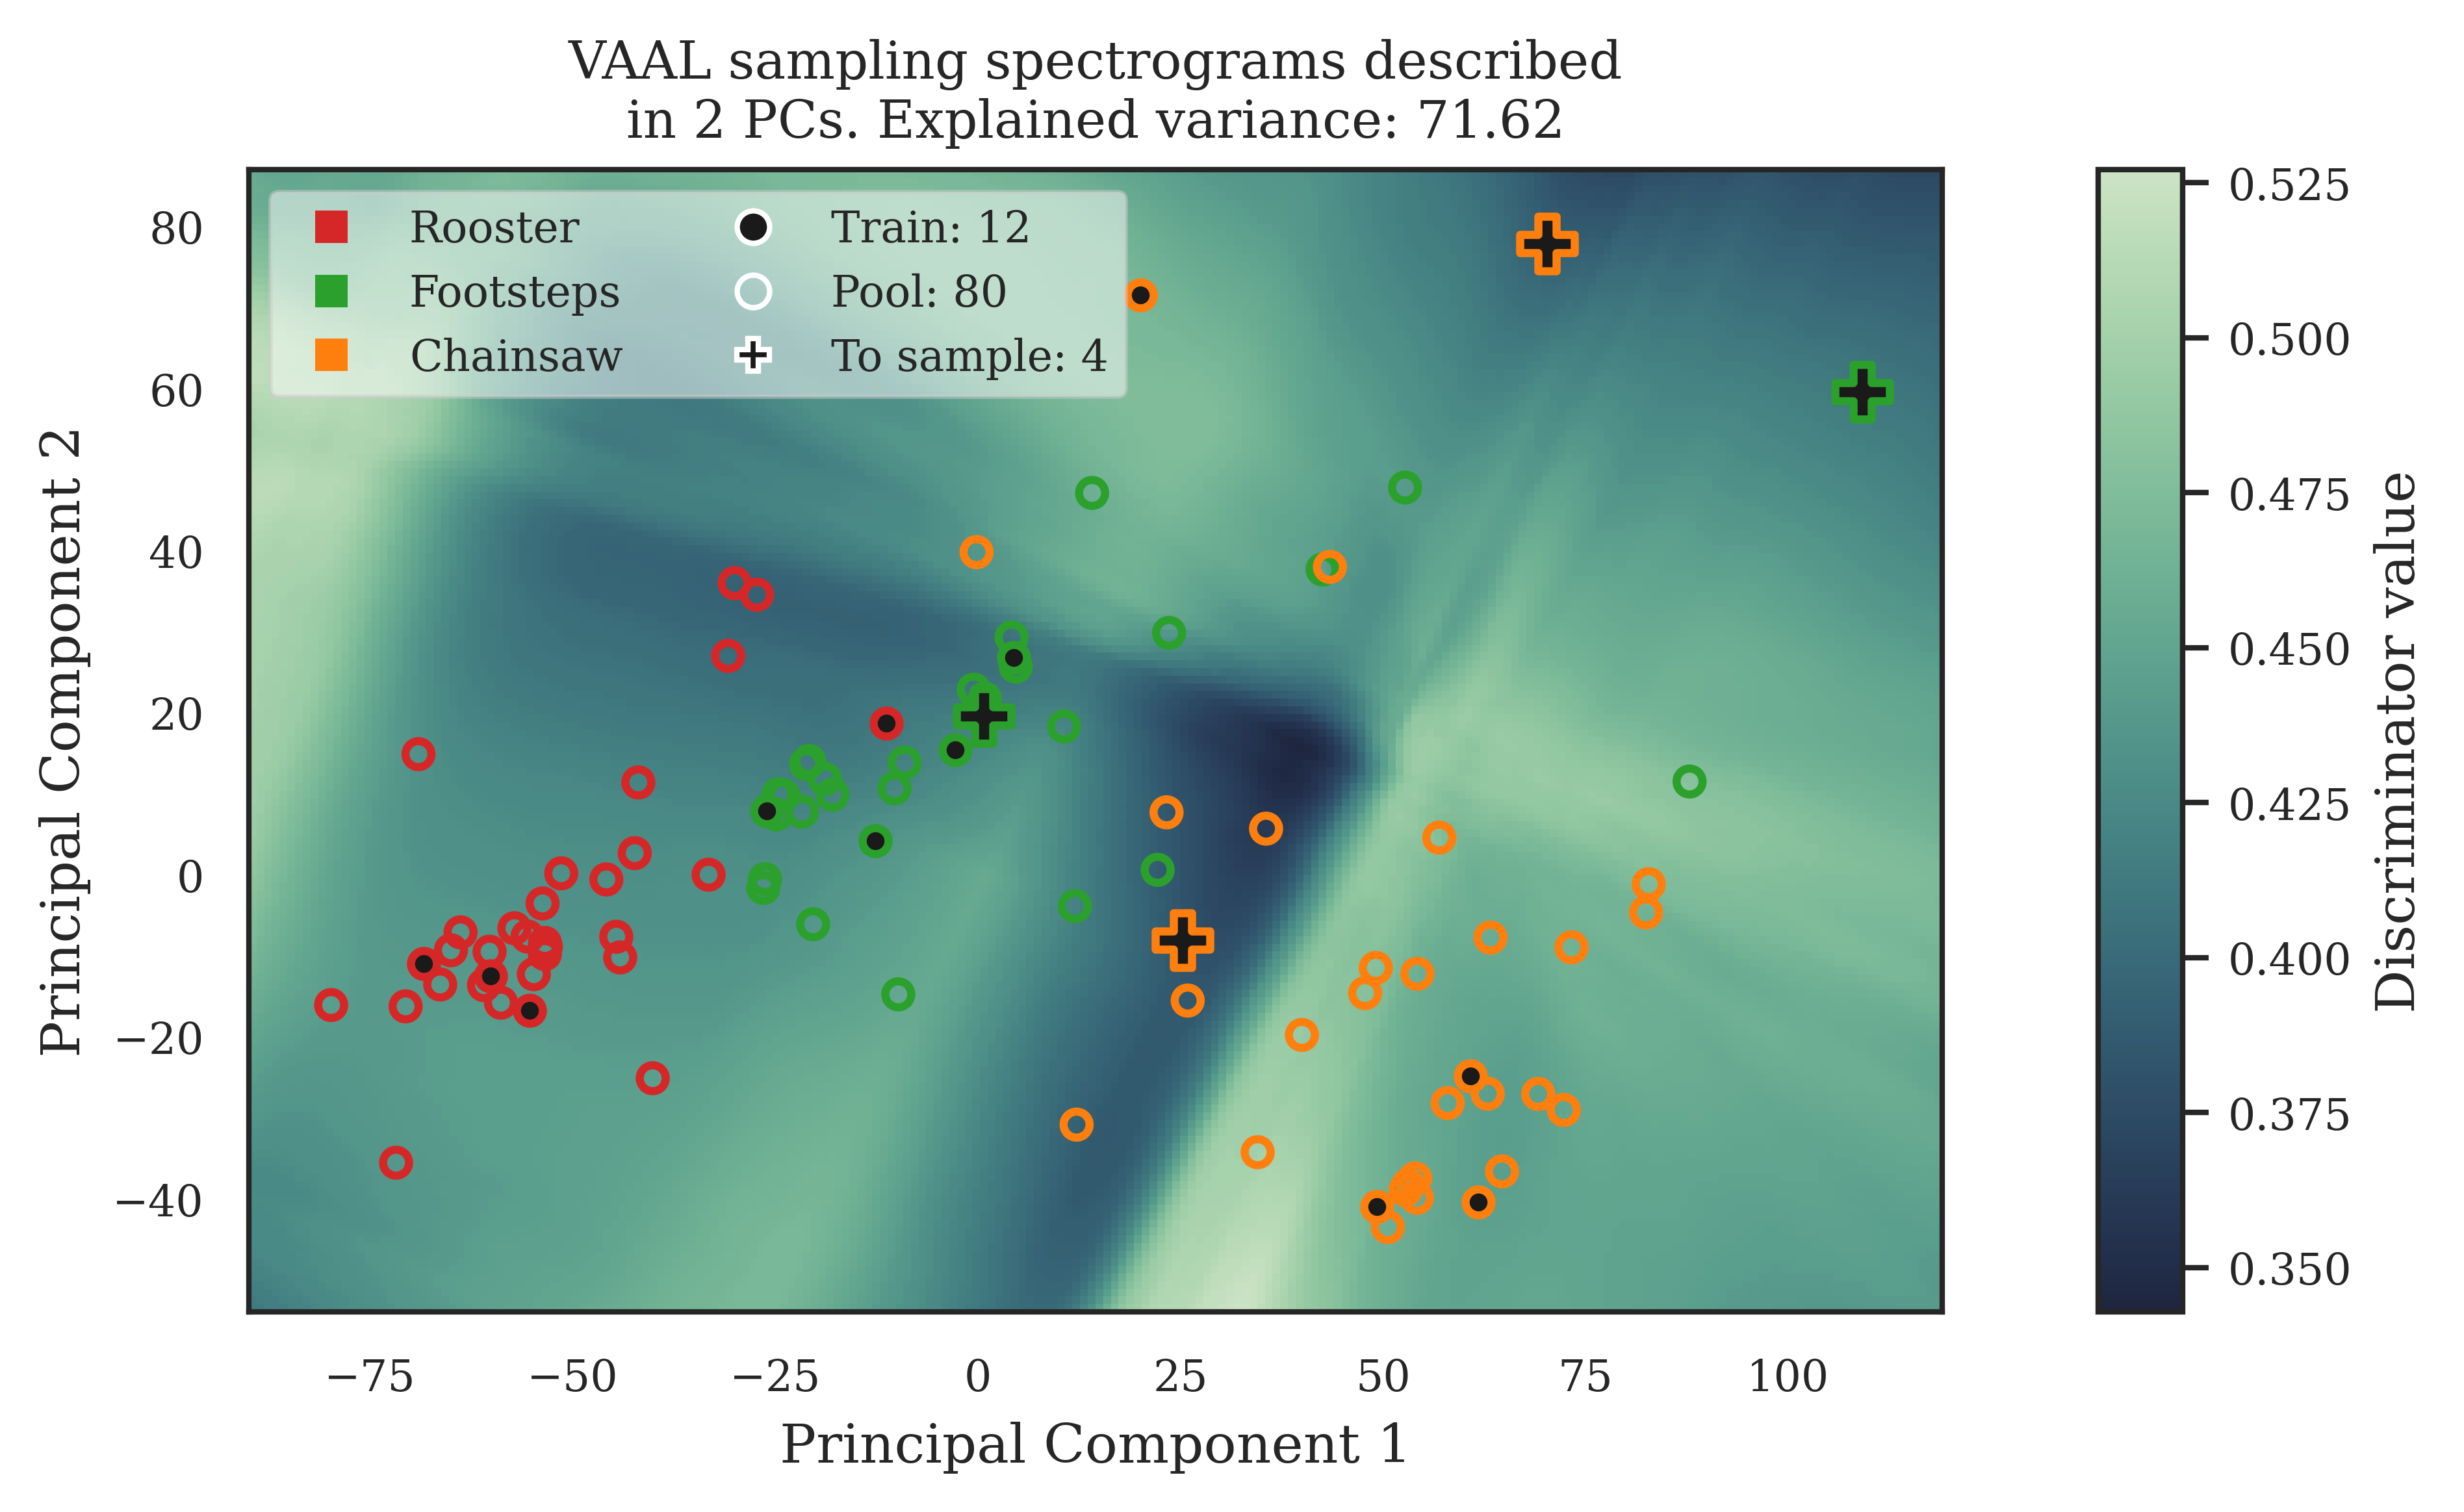 VAAL sampling spectrograms described
in 2 PCs. Explained variance: 71.62
Rooster
Footsteps
Chainsaw
Train: 12
Pool: 80
To sample: 4
Principal Component 2
80
60
40
20
0
−20
−40
−75
−50
−25
0
25
50
75
100
Principal Component 1
0.525
0.500
0.475
0.450
0.425
0.400
0.375
0.350
Discriminator value